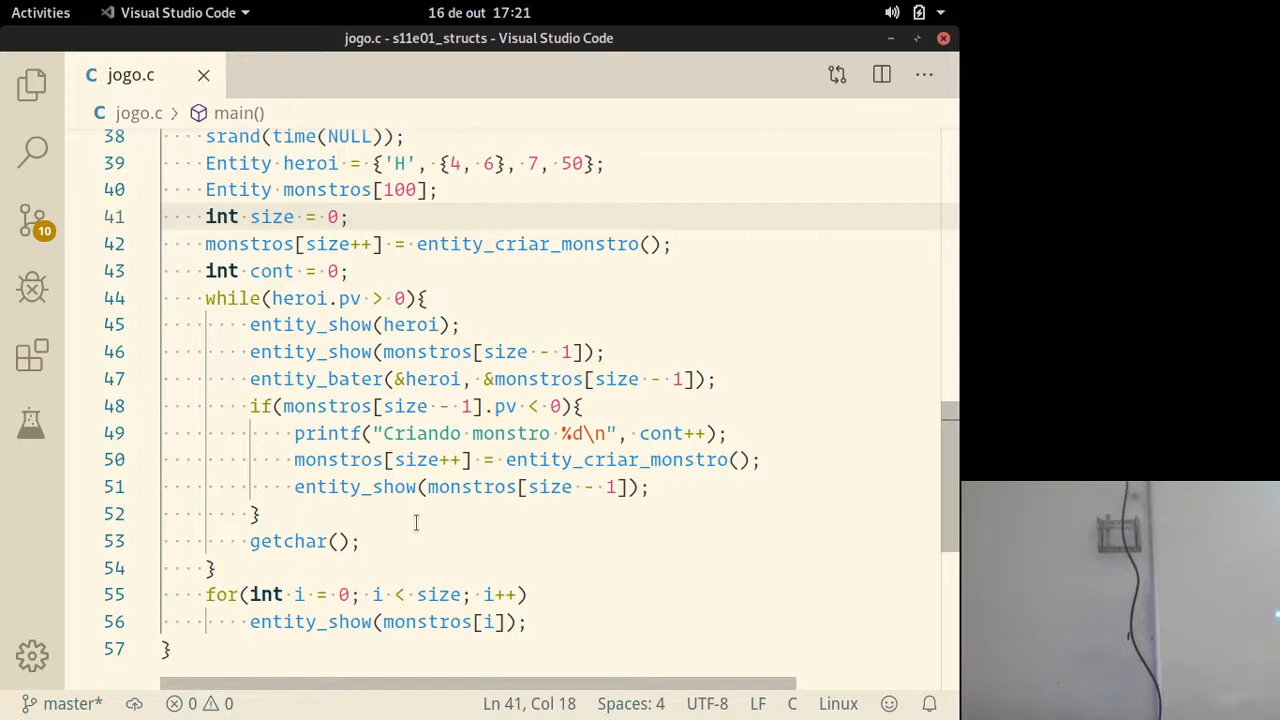 Activities Visual Studio Code 16 de out 17:21
jogo.c - s11e01_structs - Visual Studio Code
C jogo.c
C jogo.c > main()
38 srand(time(NULL));
39 Entity heroi = {'H', {4, 6}, 7, 50};
40 Entity monstros[100];
41 int size = 0;
42 monstros[size++] = entity_criar_monstro();
43 int cont = 0;
44 while(heroi.pv > 0){
45 entity_show(heroi);
46 entity_show(monstros[size - 1]);
47 entity_bater(&heroi, &monstros[size - 1]);
48 if(monstros[size - 1].pv < 0){
49 printf("Criando monstro %d\n", cont++);
50 monstros[size++] = entity_criar_monstro();
51 entity_show(monstros[size - 1]);
52 }
53 getchar();
54 }
55 for(int i = 0; i < size; i++)
56 entity_show(monstros[i]);
57 }
10
master* 0 0 Ln 41, Col 18 Spaces: 4 UTF-8 LF C Linux